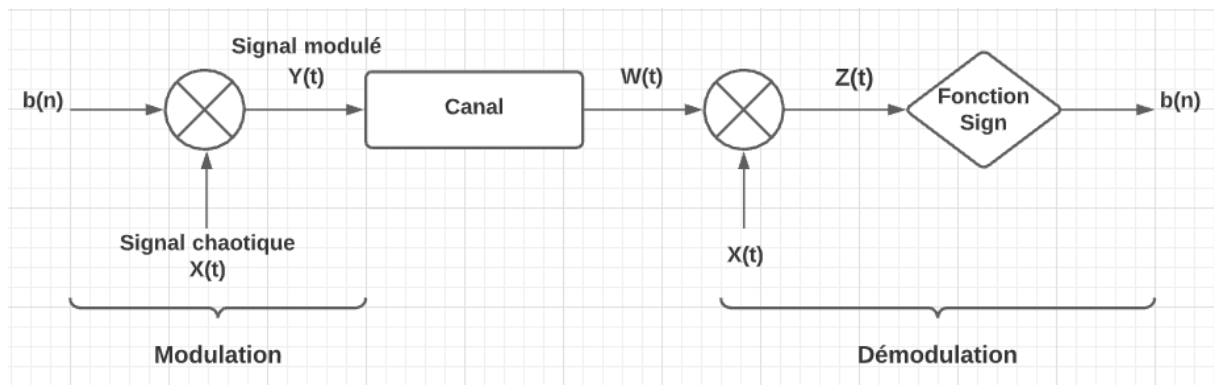 Signal modulé
Y(t)
b(n)
Canal
W(t)
Z(t)
Fonction
Sign
b(n)
Signal chaotique
X(t)
X(t)
Modulation
Démodulation